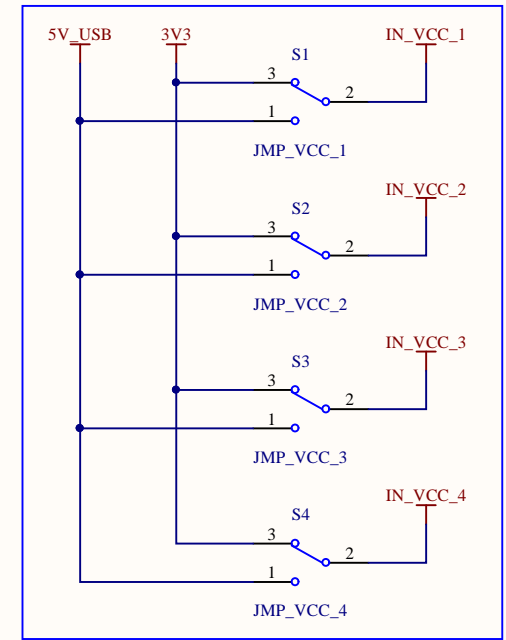 5V_USB 3V3 IN_VCC_1
S1
3
2
1
JMP_VCC_1
IN_VCC_2
S2
3
2
1
JMP_VCC_2
IN_VCC_3
S3
3
2
1
JMP_VCC_3
IN_VCC_4
S4
3
2
1
JMP_VCC_4